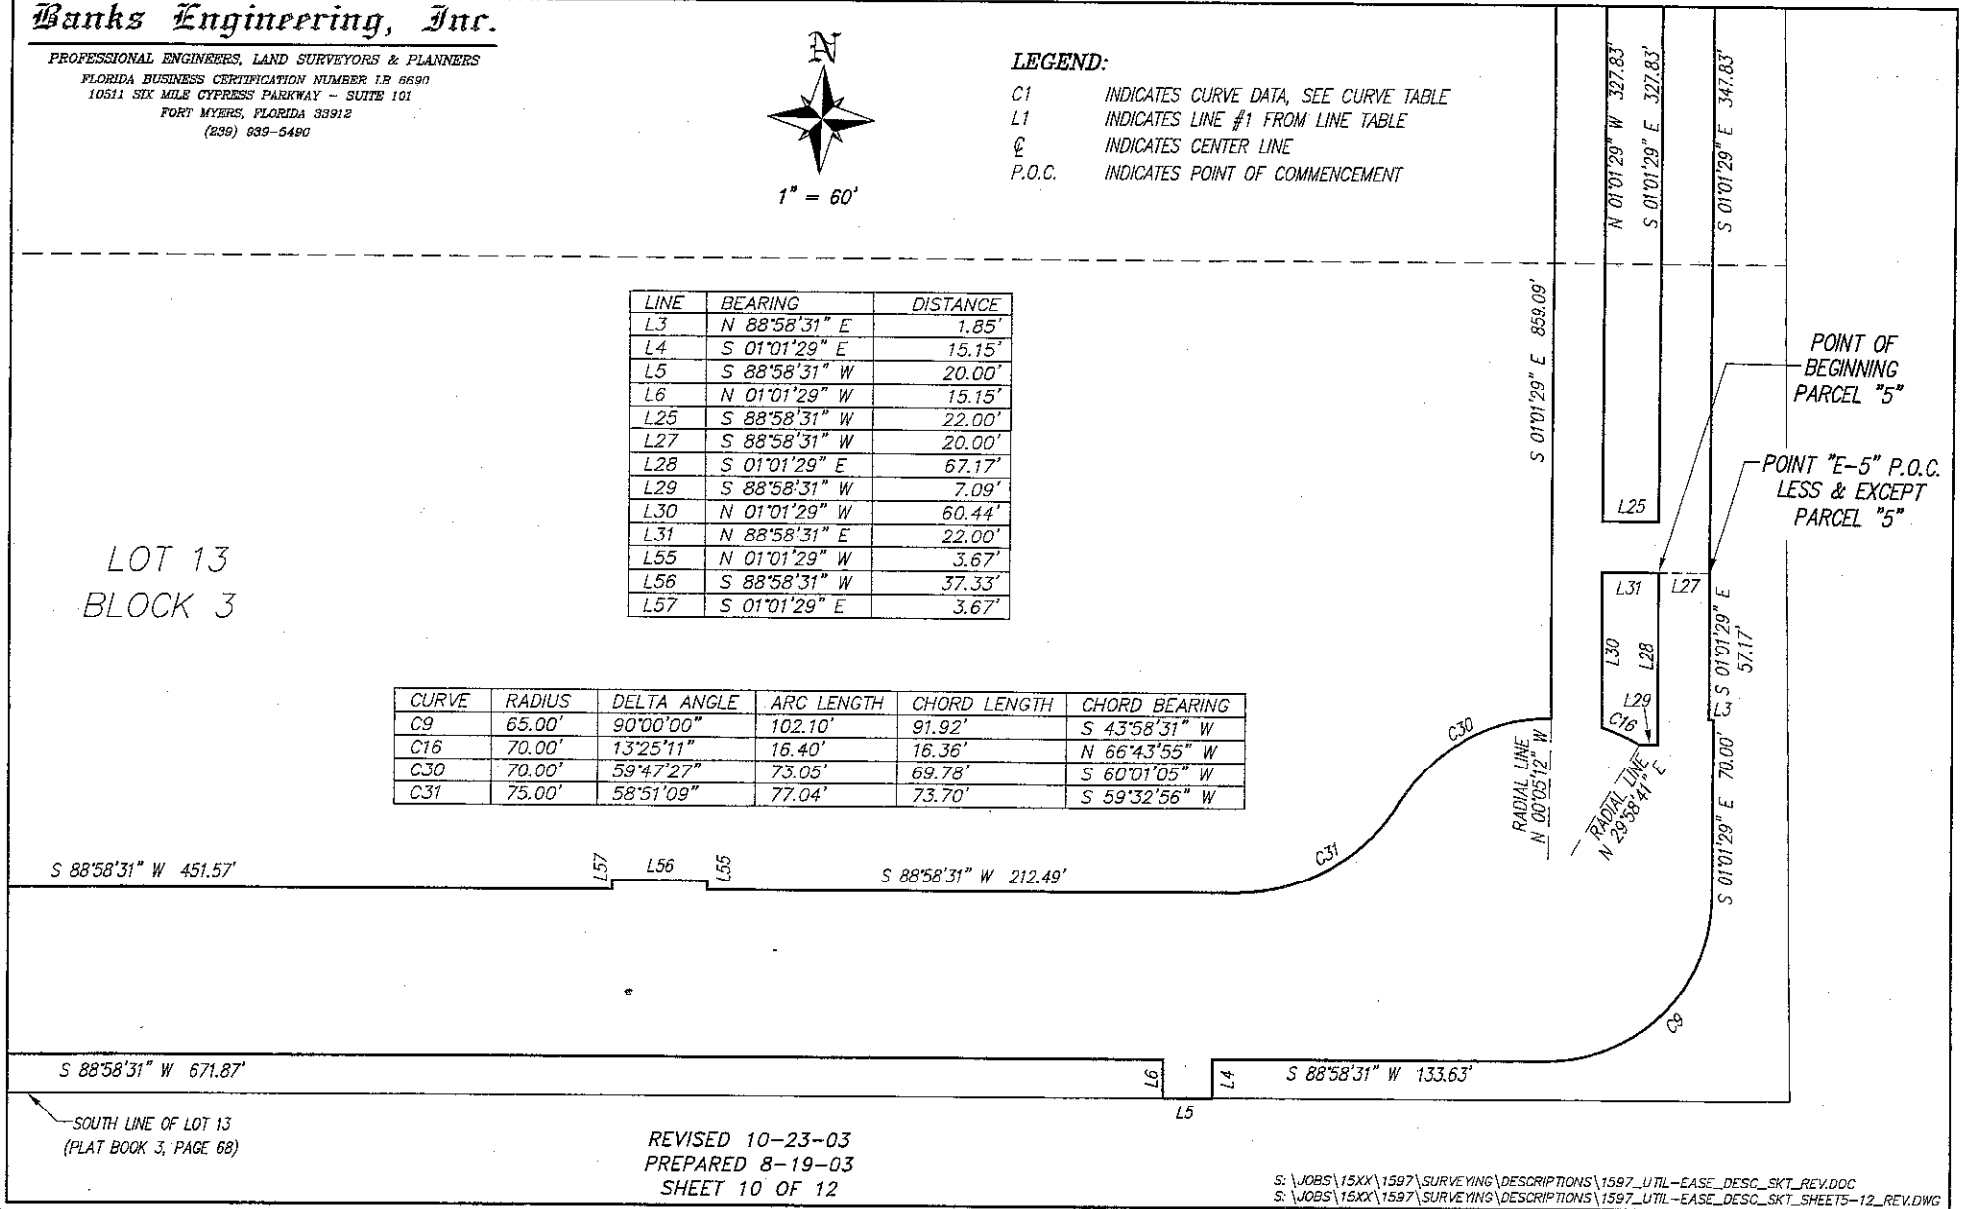 Banks Engineering, Inc.
PROFESSIONAL ENGINEERS, LAND SURVEYORS & PLANNERS
FLORIDA BUSINESS CERTIFICATION NUMBER LB 6690
10511 SIX MILE CYPRESS PARKWAY – SUITE 101
FORT MYERS, FLORIDA 33912
(239) 939-5490
N
1" = 60'
LEGEND:
C1 INDICATES CURVE DATA, SEE CURVE TABLE
L1 INDICATES LINE #1 FROM LINE TABLE
℄ INDICATES CENTER LINE
P.O.C. INDICATES POINT OF COMMENCEMENT
N 01°01'29" W 327.83'
S 01°01'29" E 327.83'
S 01°01'29" E 347.83'
S 01°01'29" E 859.09'
LINE BEARING DISTANCE
L3 N 88°58'31" E 1.85'
L4 S 01°01'29" E 15.15'
L5 S 88°58'31" W 20.00'
L6 N 01°01'29" W 15.15'
L25 S 88°58'31" W 22.00'
L27 S 88°58'31" W 20.00'
L28 S 01°01'29" E 67.17'
L29 S 88°58'31" W 7.09'
L30 N 01°01'29" W 60.44'
L31 N 88°58'31" E 22.00'
L55 N 01°01'29" W 3.67'
L56 S 88°58'31" W 37.33'
L57 S 01°01'29" E 3.67'
POINT OF
BEGINNING
PARCEL "5"
POINT "E-5" P.O.C.
LESS & EXCEPT
PARCEL "5"
L25
L31
L27
L30
L28
L29
C16
L3
S 01°01'29" E
57.17'
LOT 13
BLOCK 3
CURVE RADIUS DELTA ANGLE ARC LENGTH CHORD LENGTH CHORD BEARING
C9 65.00' 90°00'00" 102.10' 91.92' S 43°58'31" W
C16 70.00' 13°25'11" 16.40' 16.36' N 66°43'55" W
C30 70.00' 59°47'27" 73.05' 69.78' S 60°01'05" W
C31 75.00' 58°51'09" 77.04' 73.70' S 59°32'56" W
C30
RADIAL LINE
N 00°05'12" W
RADIAL LINE
N 29°58'41" E
S 01°01'29" E 70.00'
C31
S 88°58'31" W 451.57'
L57
L56
L55
S 88°58'31" W 212.49'
C9
S 88°58'31" W 671.87'
L6
L4
S 88°58'31" W 133.63'
L5
SOUTH LINE OF LOT 13
(PLAT BOOK 3, PAGE 68)
REVISED 10-23-03
PREPARED 8-19-03
SHEET 10 OF 12
S:\JOBS\15XX\1597\SURVEYING\DESCRIPTIONS\1597_UTIL-EASE_DESC_SKT_REV.DOC
S:\JOBS\15XX\1597\SURVEYING\DESCRIPTIONS\1597_UTIL-EASE_DESC_SKT_SHEET5-12_REV.DWG